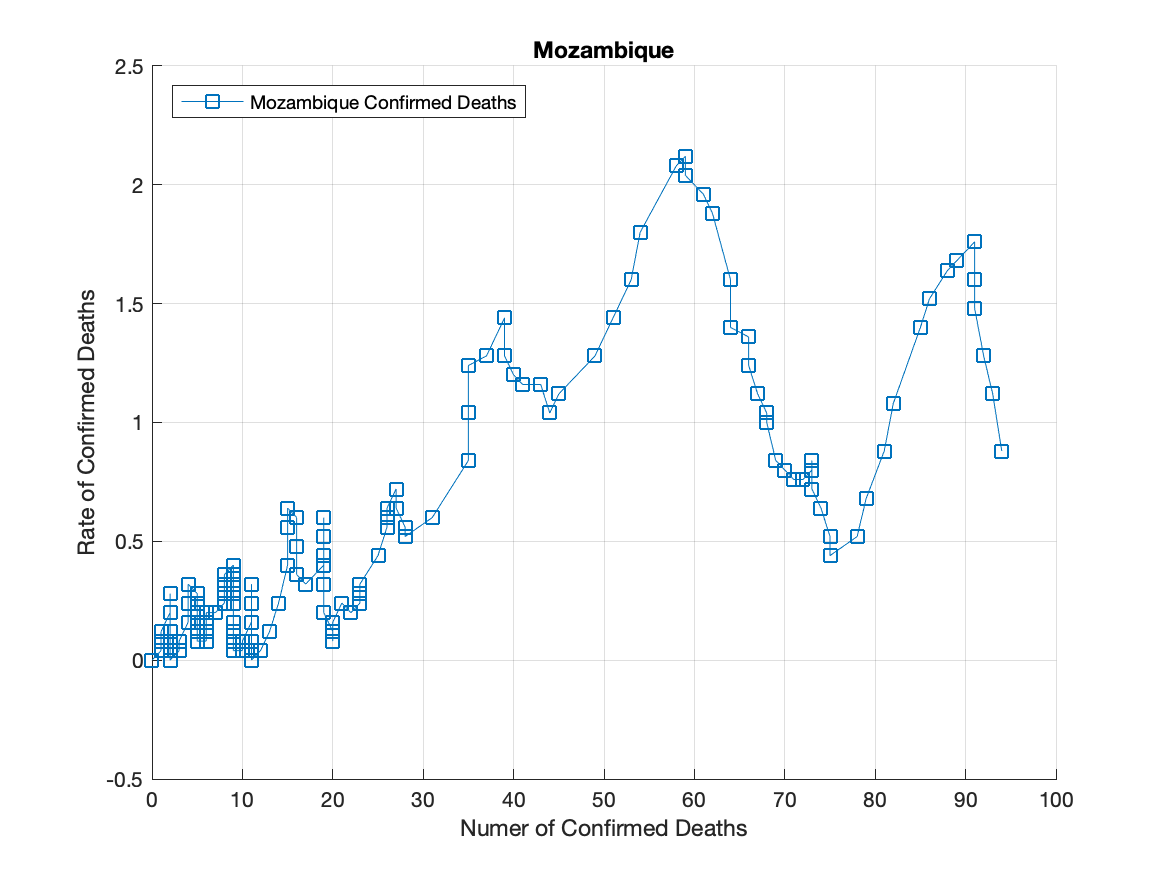 Mozambique
Mozambique Confirmed Deaths
2.5
2
1.5
1
0.5
0
-0.5
Rate of Confirmed Deaths
0 10 20 30 40 50 60 70 80 90 100
Numer of Confirmed Deaths